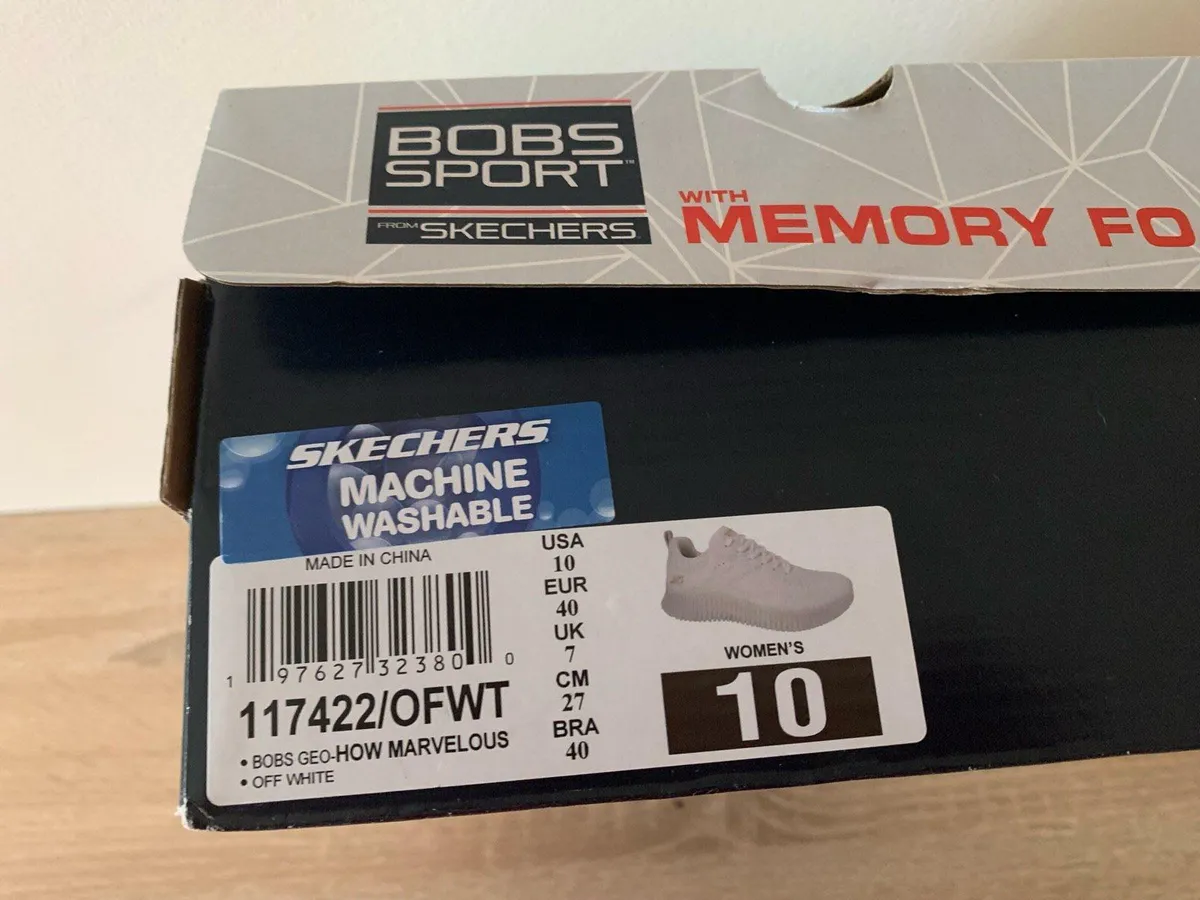 BOBS
SPORT™
FROM SKECHERS
WITH
MEMORY FO
SKECHERS
MACHINE
WASHABLE
MADE IN CHINA
1 97627 32380 0
117422/OFWT
• BOBS GEO-HOW MARVELOUS
• OFF WHITE
USA
10
EUR
40
UK
7
CM
27
BRA
40
WOMEN'S
10